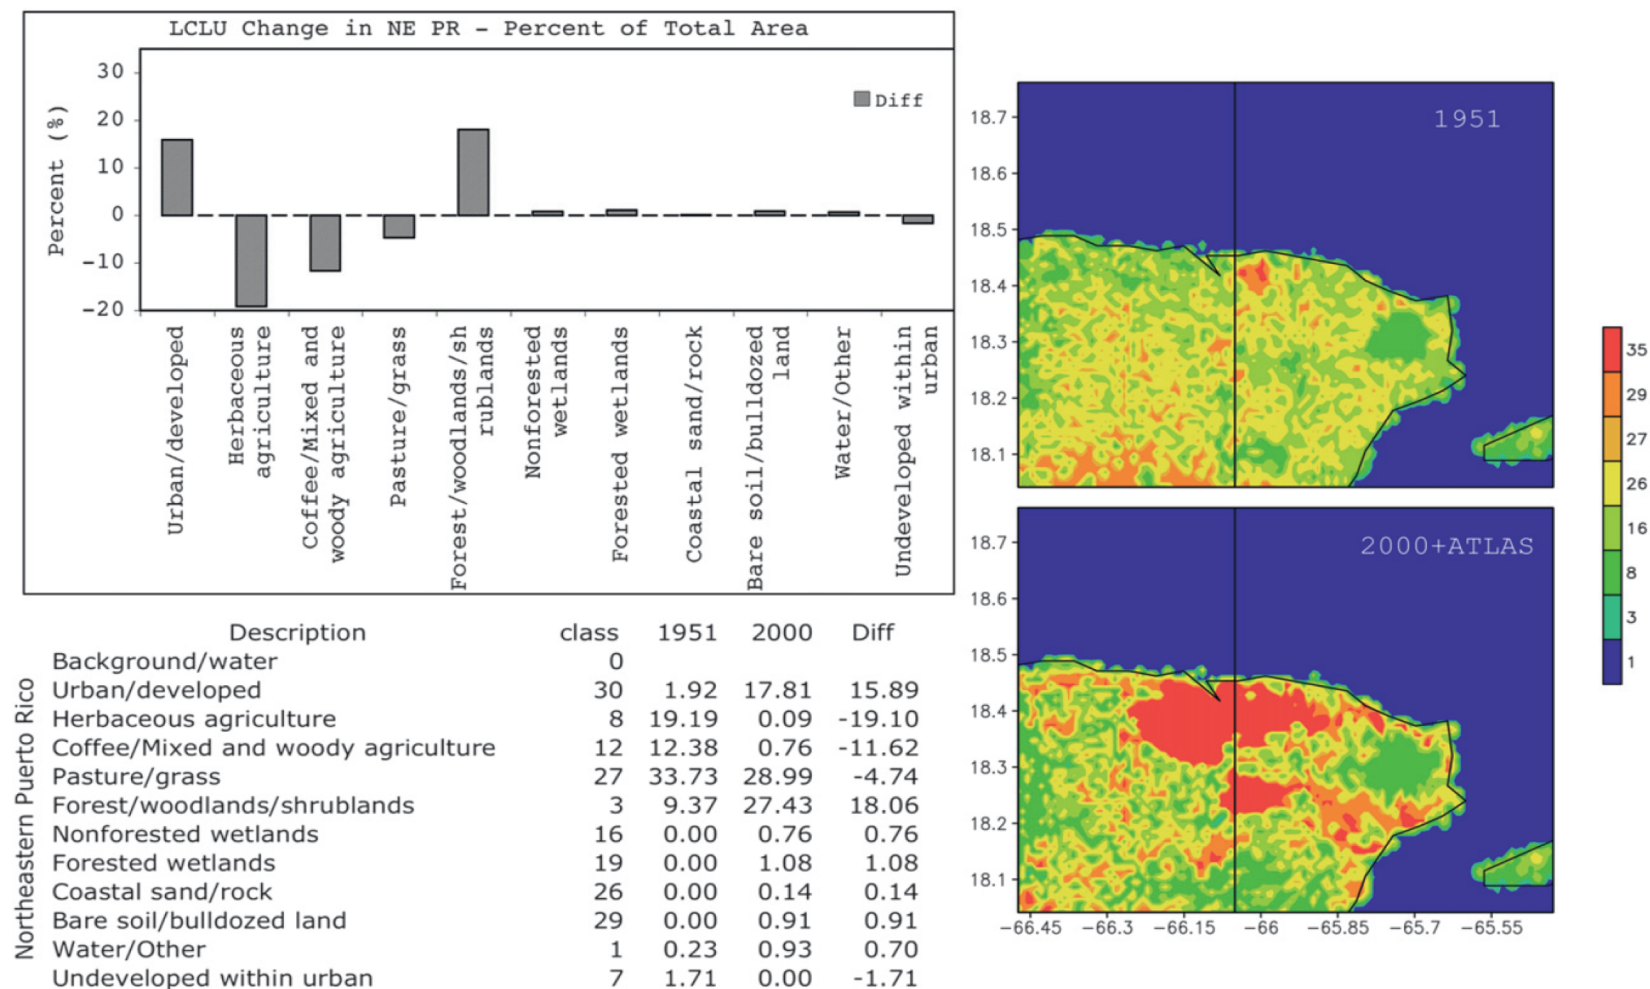 LCLU Change in NE PR - Percent of Total Area
Percent (%)
30
20
10
0
-10
-20
Diff
Urban/developed
Herbaceous
agriculture
Coffee/Mixed and
woody agriculture
Pasture/grass
Forest/woodlands/sh
rublands
Nonforested
wetlands
Forested wetlands
Coastal sand/rock
Bare soil/bulldozed
land
Water/Other
Undeveloped within
urban
Northeastern Puerto Rico
Description class 1951 2000 Diff
Background/water 0
Urban/developed 30 1.92 17.81 15.89
Herbaceous agriculture 8 19.19 0.09 -19.10
Coffee/Mixed and woody agriculture 12 12.38 0.76 -11.62
Pasture/grass 27 33.73 28.99 -4.74
Forest/woodlands/shrublands 3 9.37 27.43 18.06
Nonforested wetlands 16 0.00 0.76 0.76
Forested wetlands 19 0.00 1.08 1.08
Coastal sand/rock 26 0.00 0.14 0.14
Bare soil/bulldozed land 29 0.00 0.91 0.91
Water/Other 1 0.23 0.93 0.70
Undeveloped within urban 7 1.71 0.00 -1.71
1951
18.7
18.6
18.5
18.4
18.3
18.2
18.1
2000+ATLAS
18.7
18.6
18.5
18.4
18.3
18.2
18.1
-66.45 -66.3 -66.15 -66 -65.85 -65.7 -65.55
35
29
27
26
16
8
3
1